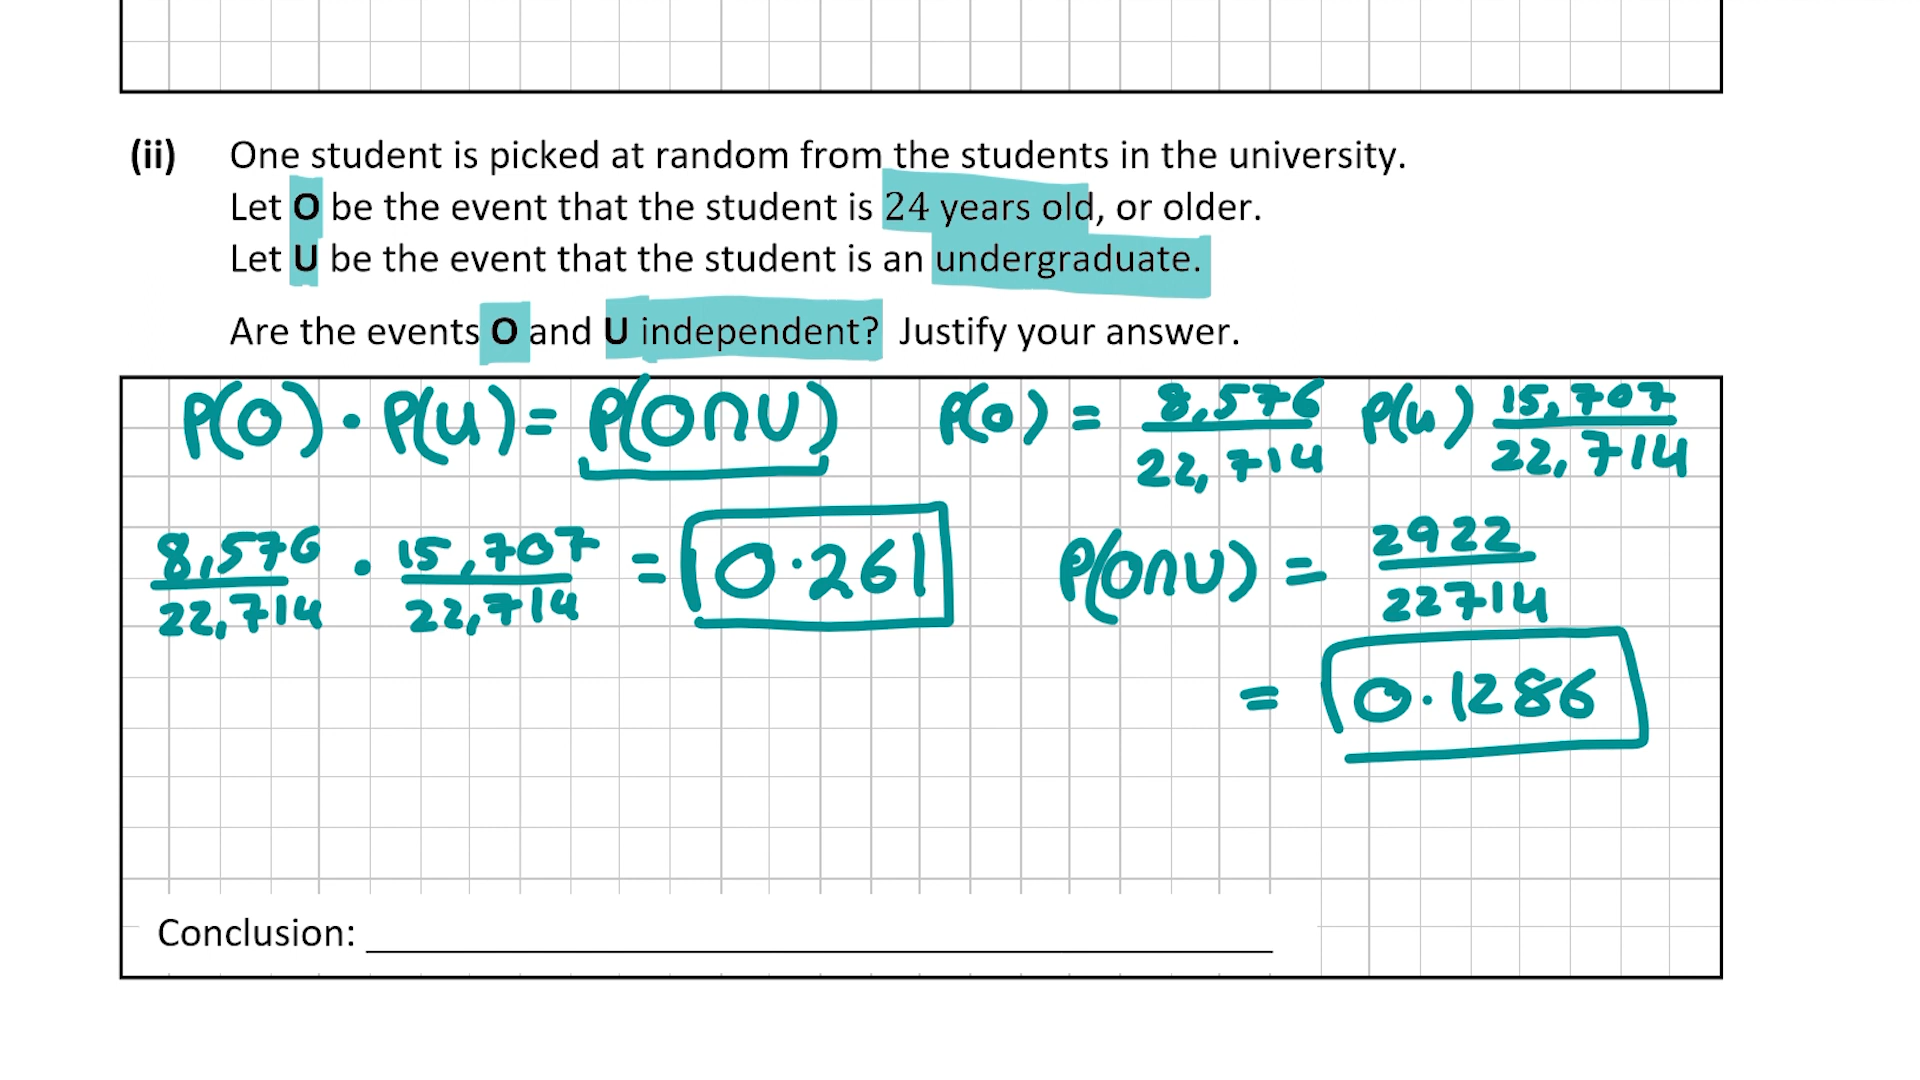 (ii) One student is picked at random from the students in the university.
Let O be the event that the student is 24 years old, or older.
Let U be the event that the student is an undergraduate.
Are the events O and U independent? Justify your answer.
P(O) · P(U) = P(O∩U) P(O) = 8,576/22,714 P(U) 15,707/22,714
8,576/22,714 · 15,707/22,714 = 0·261 P(O∩U) = 2922/22714
= 0·1286
Conclusion: